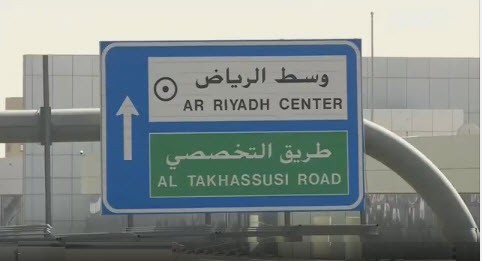 وسط الرياض
AR RIYADH CENTER
طريق التخصصي
AL TAKHASSUSI ROAD